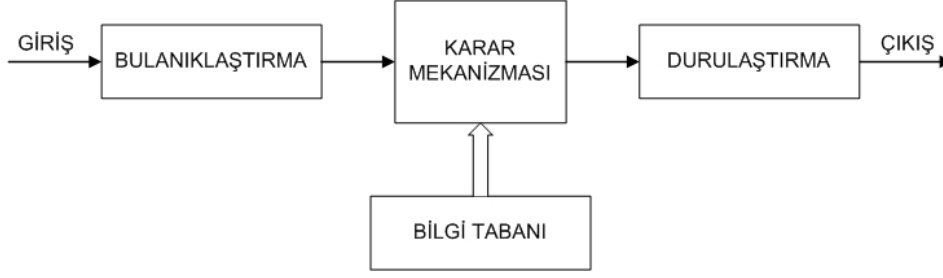 GİRİŞ
BULANIKLAŞTIRMA
KARAR
MEKANİZMASI
DURULAŞTIRMA
ÇIKIŞ
BİLGİ TABANI